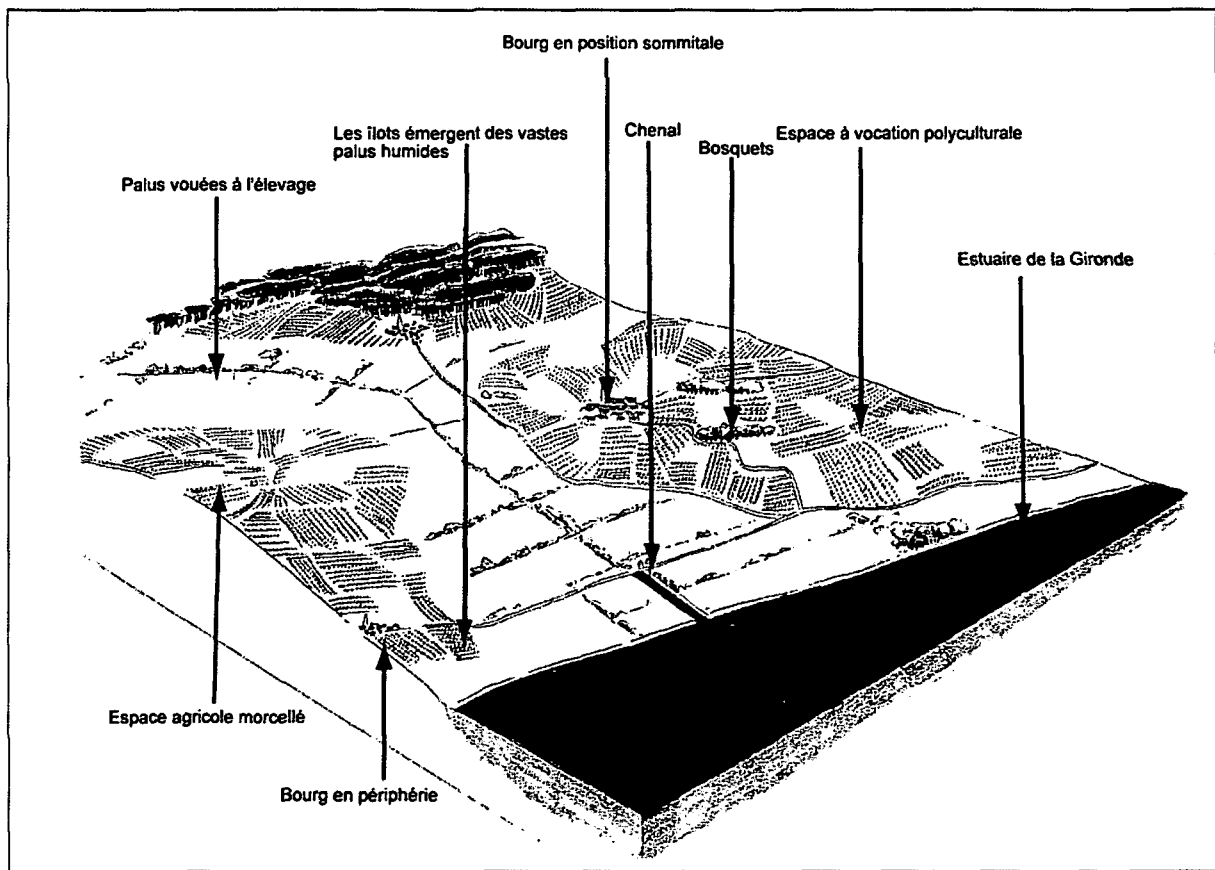 Bourg en position sommitale
Les îlots émergent des vastes
palus humides
Chenal
Bosquets
Espace à vocation polyculturale
Palus vouées à l'élevage
Estuaire de la Gironde
Espace agricole morcellé
Bourg en périphérie